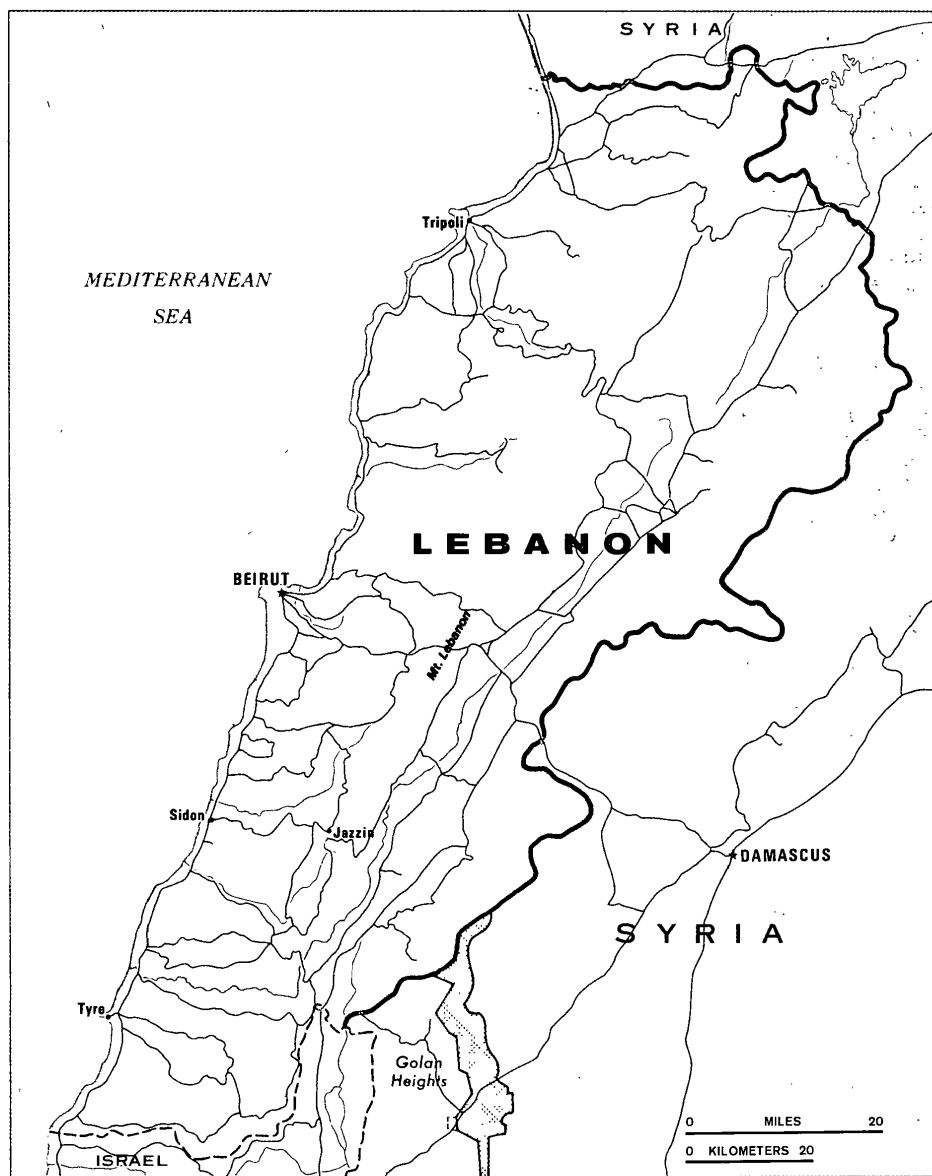 SYRIA
Tripoli
MEDITERRANEAN
SEA
LEBANON
BEIRUT
Mt. Lebanon
Sidon
Jazzin
DAMASCUS
SYRIA
Tyre
Golan
Heights
0 MILES 20
0 KILOMETERS 20
ISRAEL